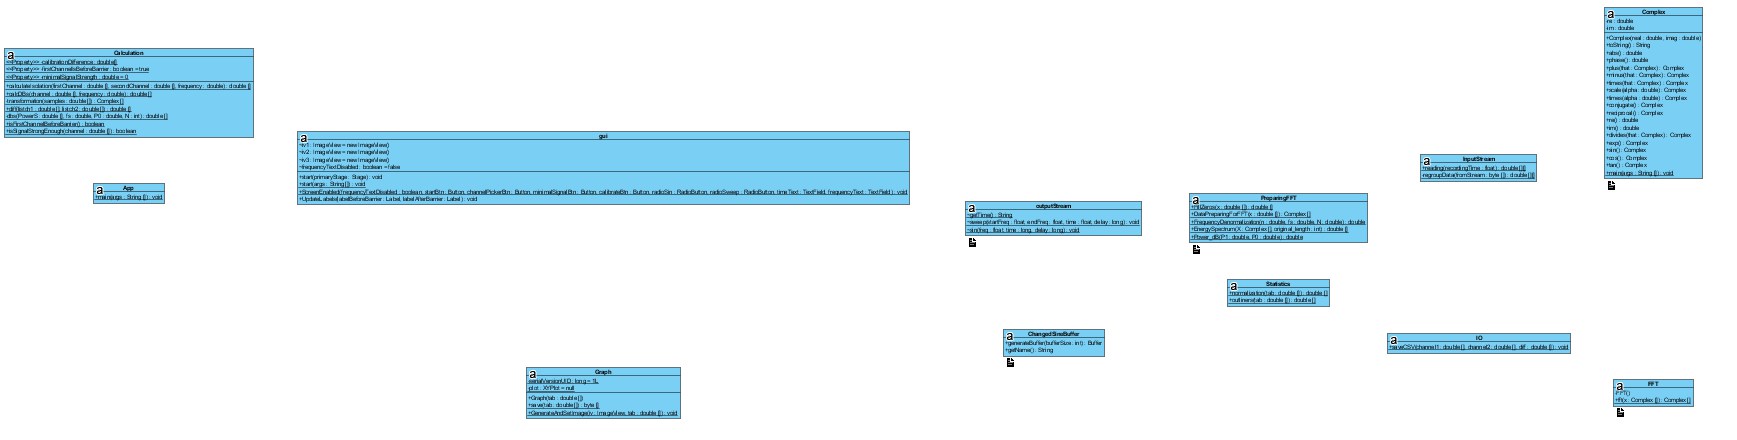 a
Calculation
<<Property>> -calibrationDifference : double[]
<<Property>> -firstChannelIsBeforeBarrier : boolean = true
<<Property>> -minimalSignalStrength : double = 0
+calculateIsolation(firstChannel : double[], secondChannel : double[], frequency : double) : double[]
+calcDBs(channel : double[], frequency : double) : double[]
-transformation(samples : double[]) : Complex[]
+diff(listch1 : double[], listch2 : double[]) : double[]
-dbs(PowerS : double[], fs : double, P0 : double, N : int) : double[]
+isFirstChannelBeforeBarrier() : boolean
+isSignalStrongEnough(channel : double[]) : boolean
a
App
+main(args : String[]) : void
a
gui
~iv1 : ImageView = new ImageView()
~iv2 : ImageView = new ImageView()
~iv3 : ImageView = new ImageView()
~frequencyTextDisabled : boolean = false
+start(primaryStage : Stage) : void
+start(args : String[]) : void
+ScreenEnabled(frequencyTextDisabled : boolean, startBtn : Button, channelPickerBtn : Button, minimalSignalBtn : Button, calibrateBtn : Button, radioSin : RadioButton, radioSweep : RadioButton, timeText : TextField, frequencyText : TextField) : void
+UpdateLabels(labelBeforeBarrier : Label, labelAfterBarrier : Label) : void
a
Graph
-serialVersionUID : long = 1L
-plot : XYPlot = null
+Graph(tab : double[])
+save(tab : double[]) : byte[]
+GenerateAndSetImage(iv : ImageView, tab : double[]) : void
a
outputStream
~getTime() : String
~sweep(startFreq : float, endFreq : float, time : float, delay : long) : void
~sin(freq : float, time : long, delay : long) : void
a
ChangedSineBuffer
+generateBuffer(bufferSize : int) : Buffer
+getName() : String
a
PreparingFFT
+fillZeros(x : double[]) : double[]
+DataPreparingForFFT(x : double[]) : Complex[]
+FrequencyDenormalization(n : double, fs : double, N : double) : double
+EnergySpectrum(X : Complex[], original_length : int) : double[]
+Power_dB(P1 : double, P0 : double) : double
a
Statistics
+normalization(tab : double[]) : double[]
+outliners(tab : double[]) : double[]
a
InputStream
+reading(recordingTime : float) : double[][]
-regroupData(fromStream : byte[]) : double[][]
a
IO
+saveCSV(channel1 : double[], channel2 : double[], dif : double[]) : void
a
Complex
-re : double
-im : double
+Complex(real : double, imag : double)
+toString() : String
+abs() : double
+phase() : double
+plus(that : Complex) : Complex
+minus(that : Complex) : Complex
+times(that : Complex) : Complex
+scale(alpha : double) : Complex
+times(alpha : double) : Complex
+conjugate() : Complex
+reciprocal() : Complex
+re() : double
+im() : double
+divides(that : Complex) : Complex
+exp() : Complex
+sin() : Complex
+cos() : Complex
+tan() : Complex
+main(args : String[]) : void
a
FFT
-FFT()
+fft(x : Complex[]) : Complex[]